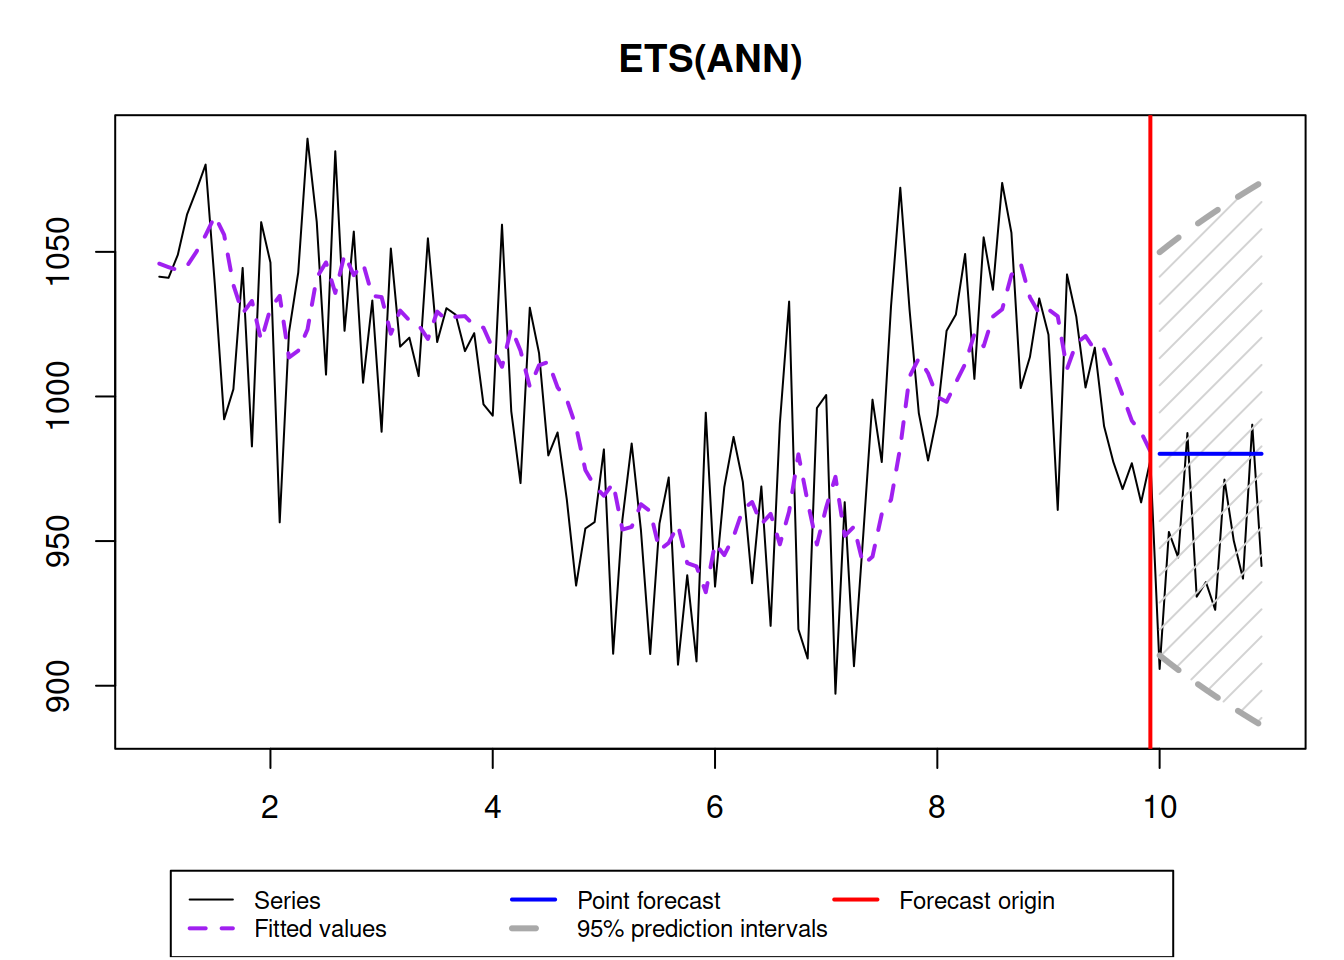 ETS(ANN)
1050
1000
950
900
2 4 6 8 10
Series Point forecast Forecast origin
Fitted values 95% prediction intervals